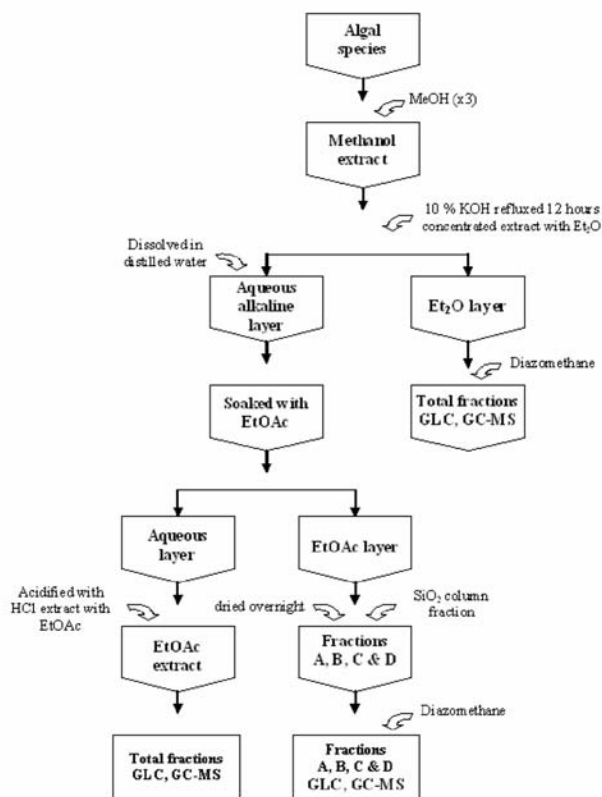 Algal
species
MeOH (x3)
Methanol
extract
10 % KOH refluxed 12 hours
concentrated extract with Et₂O
Dissolved in
distilled water
Aqueous
alkaline
layer
Et₂O layer
Diazomethane
Soaked with
EtOAc
Total fractions
GLC, GC-MS
Aqueous
layer
EtOAc layer
Acidified with
HCl extract with
EtOAc
dried overnight
SiO₂ column
fraction
EtOAc
extract
Fractions
A, B, C & D
Diazomethane
Total fractions
GLC, GC-MS
Fractions
A, B, C & D
GLC, GC-MS